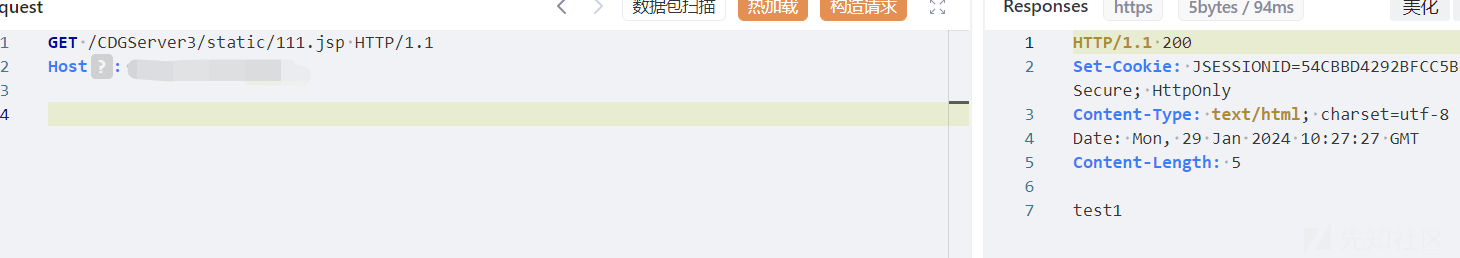 quest
数据包扫描
热加载
构造请求
1 GET /CDGServer3/static/111.jsp HTTP/1.1
2 Host ? :
3
4
Responses
https
5bytes / 94ms
美化
1 HTTP/1.1 200
2 Set-Cookie: JSESSIONID=54CBBD4292BFCC5B
Secure; HttpOnly
3 Content-Type: text/html; charset=utf-8
4 Date: Mon, 29 Jan 2024 10:27:27 GMT
5 Content-Length: 5
6
7 test1
先知社区